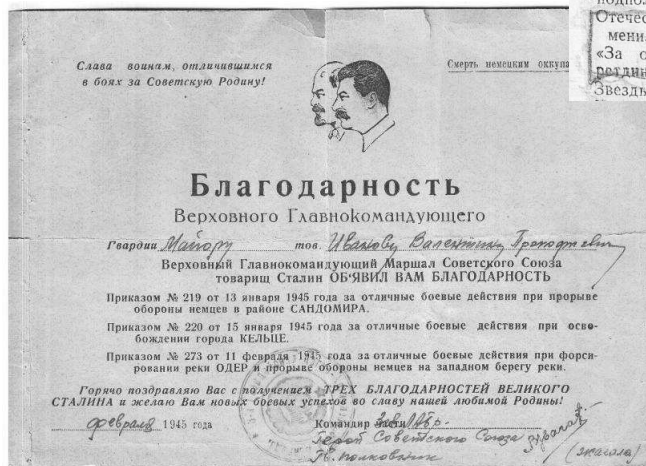 Отечес
мени
«За о
Звезды
Слава воинам, отличившимся
в боях за Советскую Родину!
Смерть немецким оккупа
Благодарность
Верховного Главнокомандующего
Гвардии Майору тов. Иванову Валентину
Верховный Главнокомандующий Маршал Советского Союза
товарищ Сталин ОБ‘ЯВИЛ ВАМ БЛАГОДАРНОСТЬ
Приказом № 219 от 13 января 1945 года за отличные боевые действия при прорыве
обороны немцев в районе САНДОМИРА.
Приказом № 220 от 15 января 1945 года за отличные боевые действия при осво-
бождении города КЕЛЬЦЕ.
Приказом № 273 от 11 февраля 1945 года за отличные боевые действия при форси-
ровании реки ОДЕР и прорыве обороны немцев на западном берегу реки.
Горячо поздравляю Вас с получением ТРЕХ БЛАГОДАРНОСТЕЙ ВЕЛИКОГО
СТАЛИНА и желаю Вам новых боевых успехов во славу нашей любимой Родины!
февраля 1945 года
Командир части
Герой Советского Союза
Гв. полковник